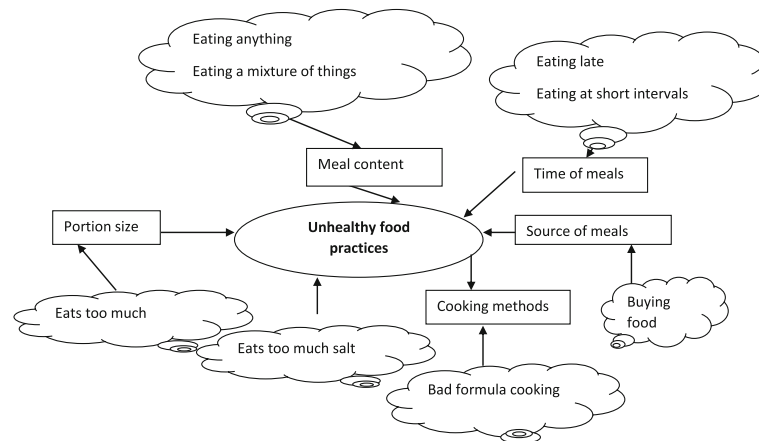 Eating anything
Eating a mixture of things
Eating late
Eating at short intervals
Meal content
Time of meals
Portion size
Unhealthy food
practices
Source of meals
Eats too much
Eats too much salt
Cooking methods
Buying
food
Bad formula cooking